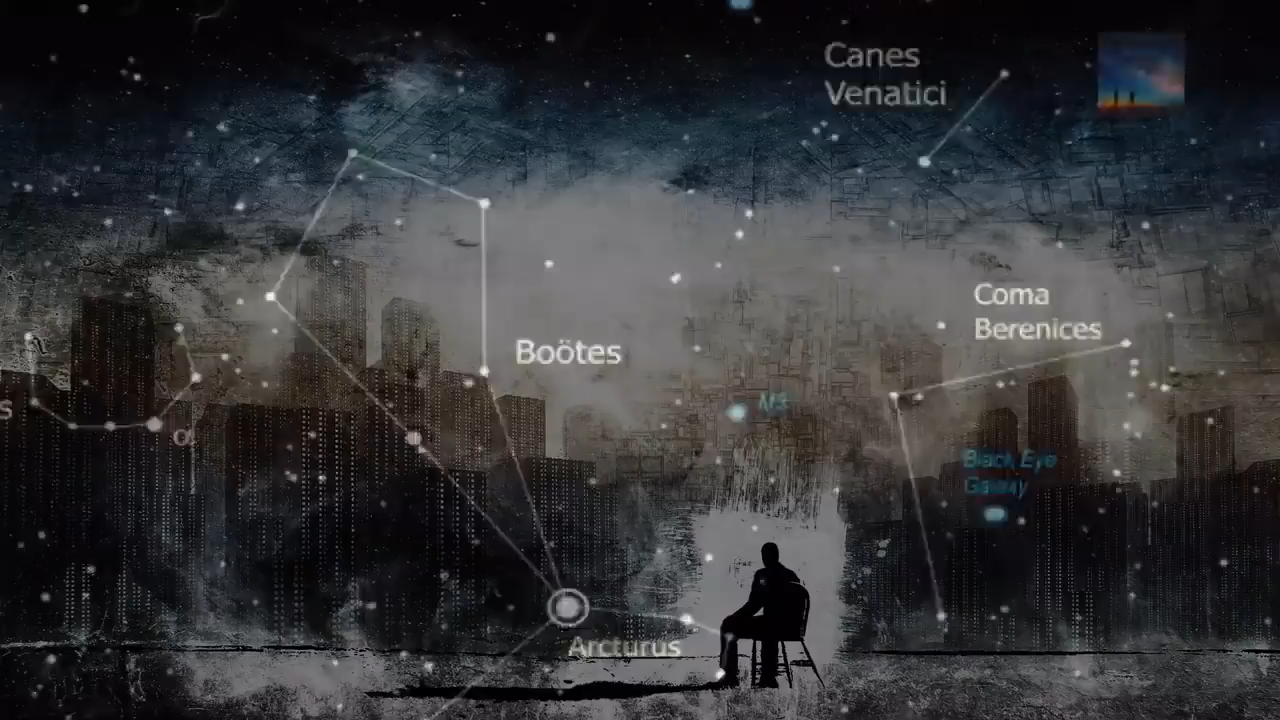 Canes
Venatici
Coma
Berenices
Boötes
M3
s
Black Eye
Galaxy
Arcturus